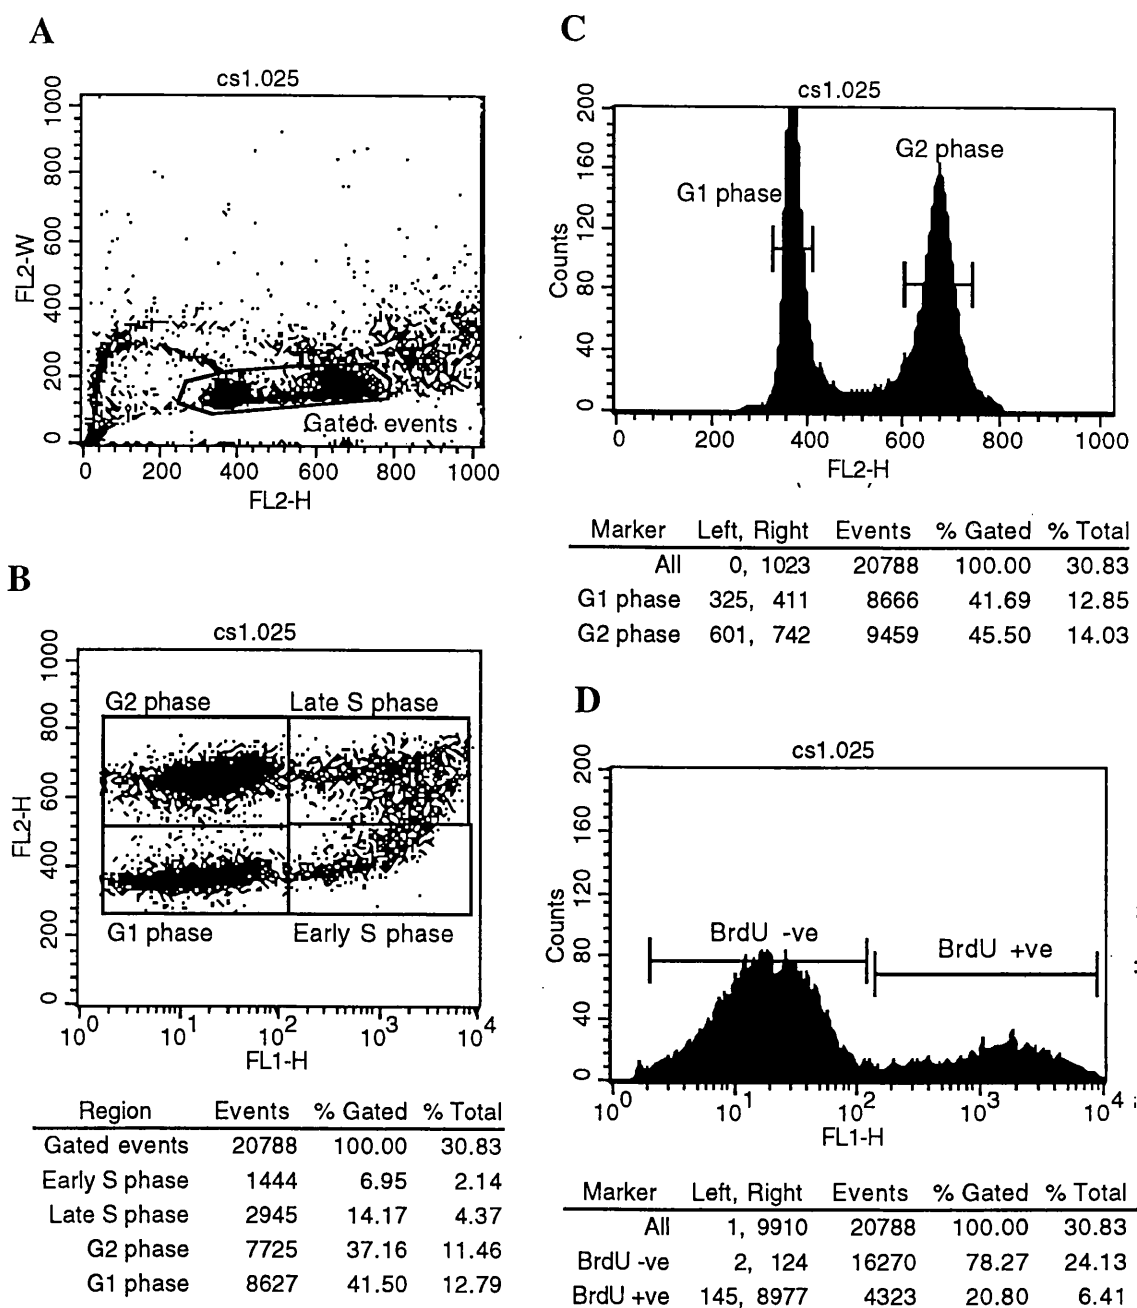 A
cs1.025
FL2-W
1000
800
600
400
200
0
Gated events
0 200 400 600 800 1000
FL2-H
B
cs1.025
FL2-H
1000
800
600
400
200
0
G2 phase Late S phase
G1 phase Early S phase
10^0 10^1 10^2 10^3 10^4
FL1-H
Region Events % Gated % Total
Gated events 20788 100.00 30.83
Early S phase 1444 6.95 2.14
Late S phase 2945 14.17 4.37
G2 phase 7725 37.16 11.46
G1 phase 8627 41.50 12.79
C
cs1.025
Counts
200
160
120
80
40
0
G2 phase
G1 phase
0 200 400 600 800 1000
FL2-H
Marker Left, Right Events % Gated % Total
All 0, 1023 20788 100.00 30.83
G1 phase 325, 411 8666 41.69 12.85
G2 phase 601, 742 9459 45.50 14.03
D
cs1.025
Counts
200
160
120
80
40
0
BrdU -ve BrdU +ve
10^0 10^1 10^2 10^3 10^4
FL1-H
Marker Left, Right Events % Gated % Total
All 1, 9910 20788 100.00 30.83
BrdU -ve 2, 124 16270 78.27 24.13
BrdU +ve 145, 8977 4323 20.80 6.41